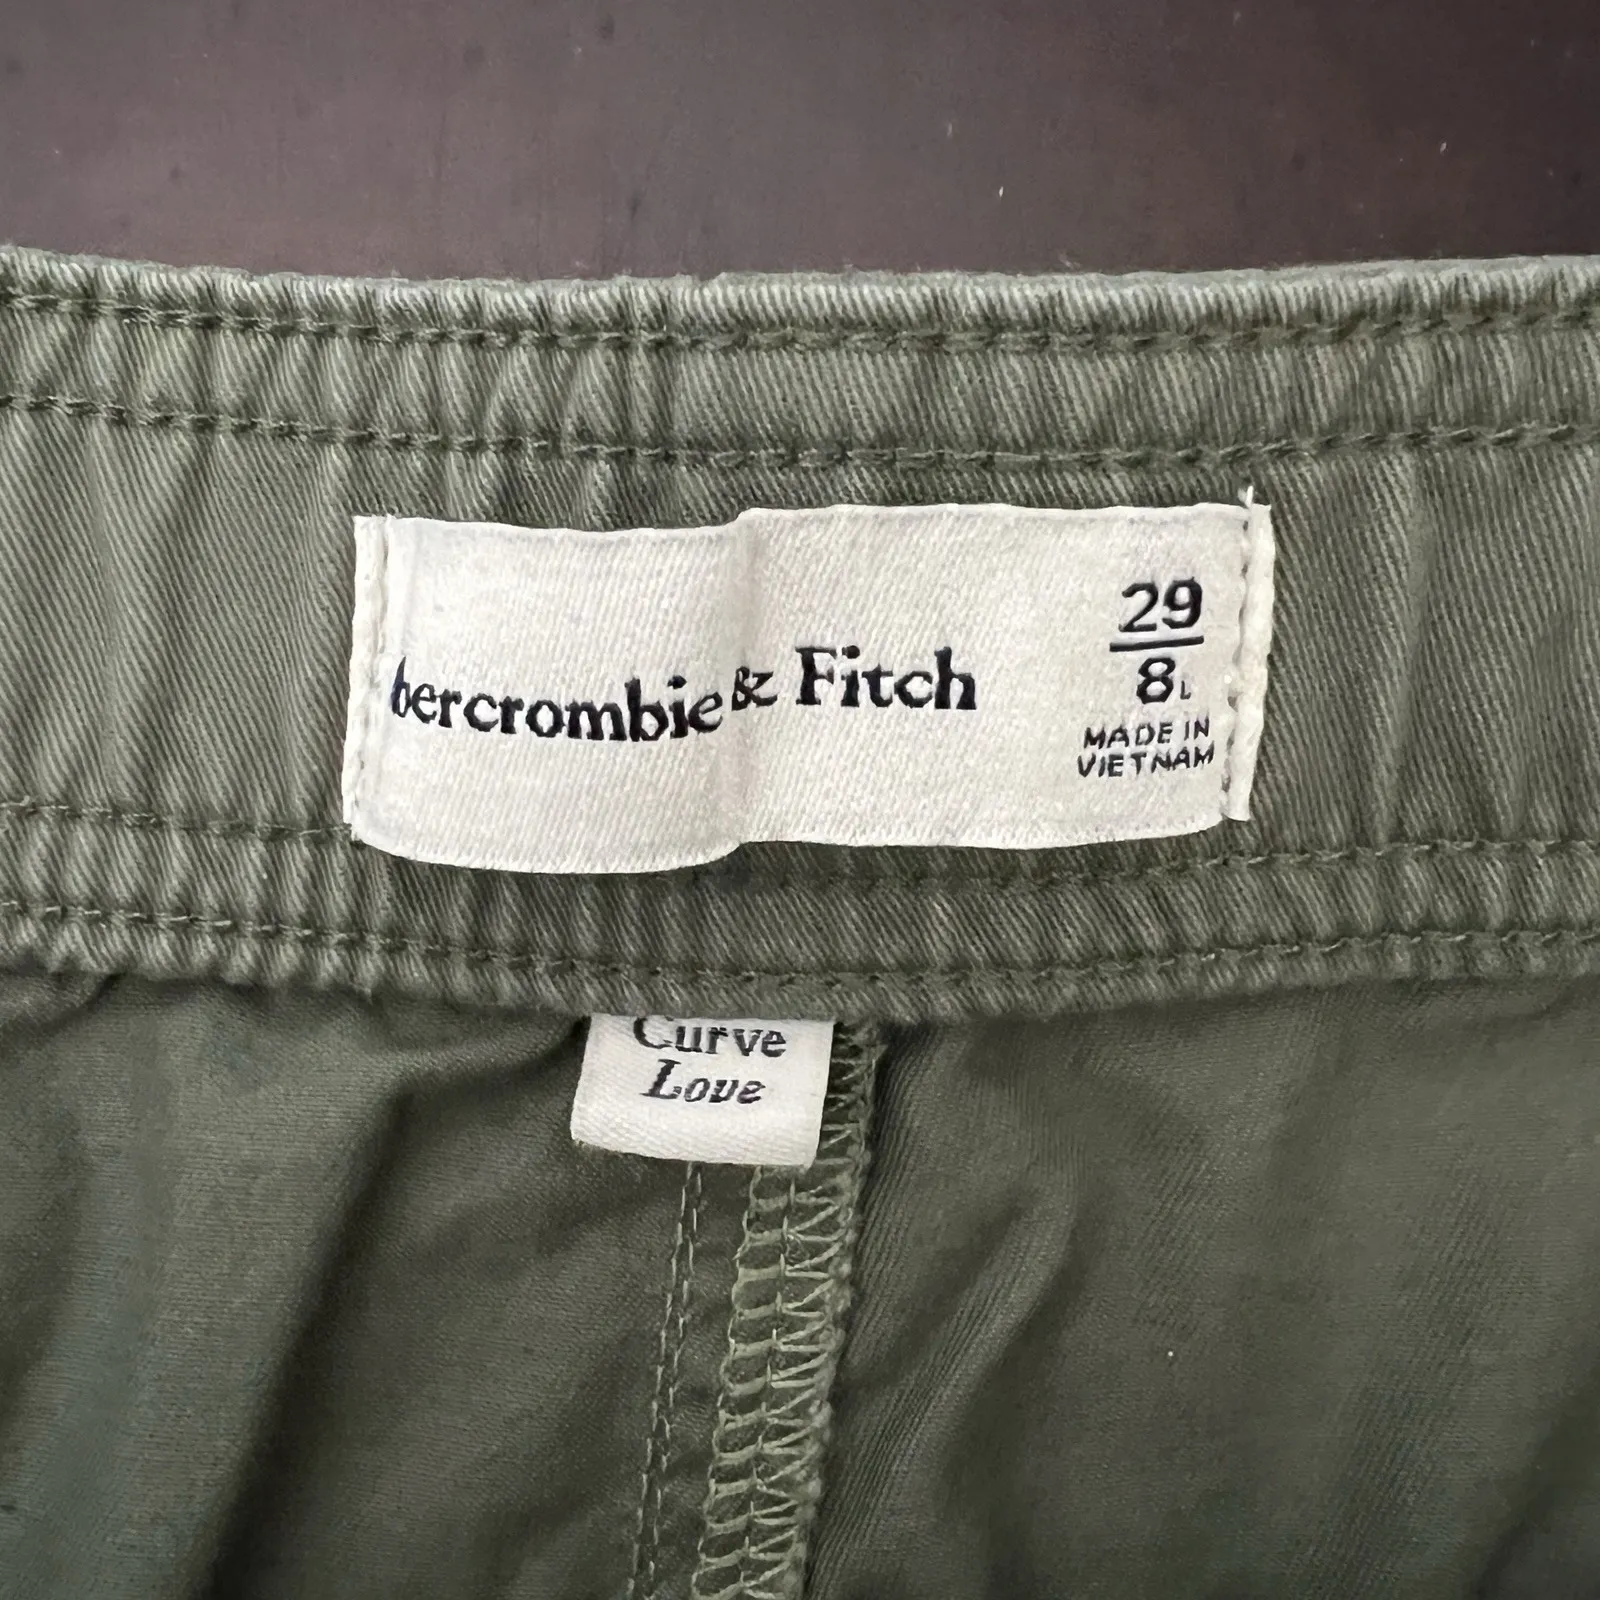 bercrombie & Fitch
29
8L
MADE IN
VIETNAM
Curve
Love